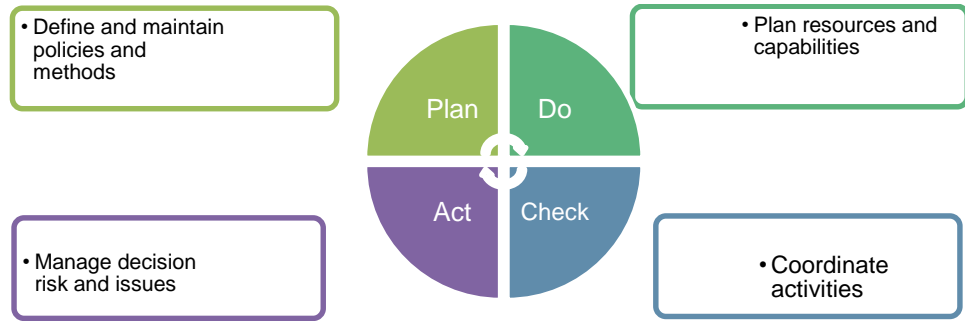 • Define and maintain
policies and
methods
• Plan resources and
capabilities
Plan
Do
Act
Check
• Manage decision
risk and issues
• Coordinate
activities